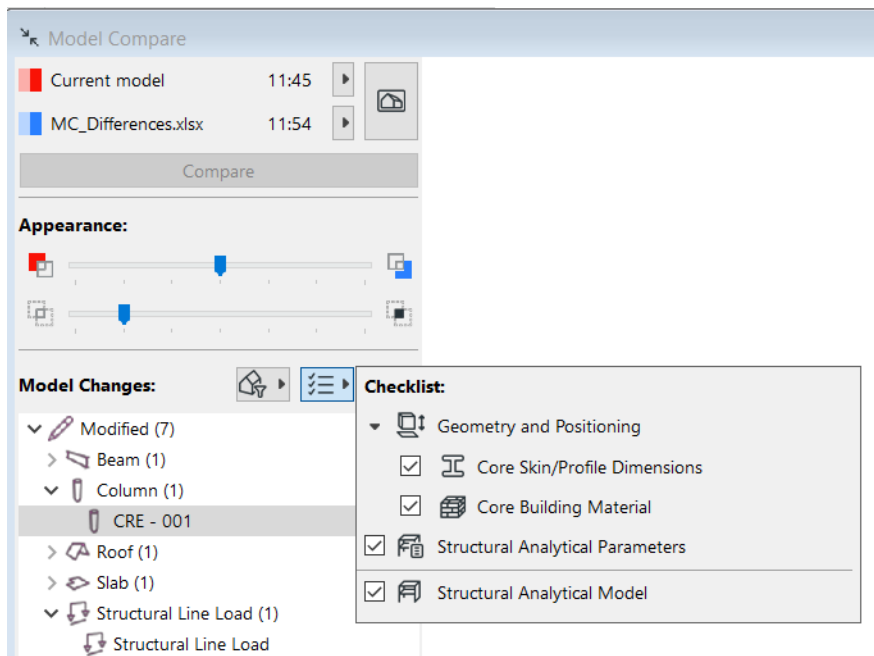 Model Compare
Current model 11:45
MC_Differences.xlsx 11:54
Compare
Appearance:
Model Changes:
Modified (7)
Beam (1)
Column (1)
CRE - 001
Roof (1)
Slab (1)
Structural Line Load (1)
Structural Line Load
Checklist:
Geometry and Positioning
Core Skin/Profile Dimensions
Core Building Material
Structural Analytical Parameters
Structural Analytical Model